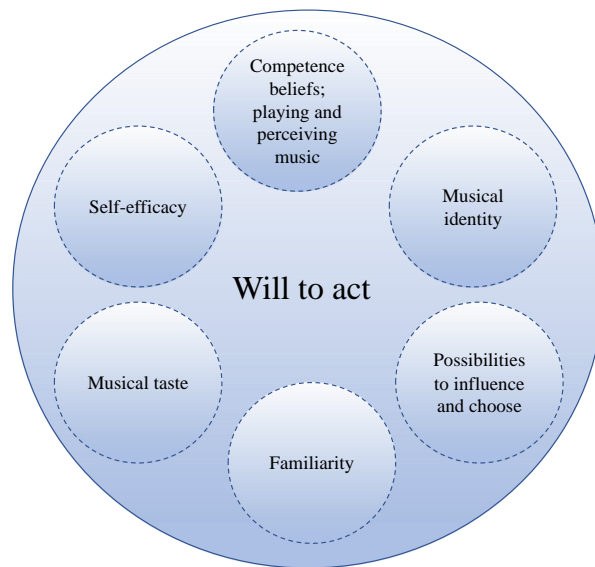 Competence
beliefs;
playing and
perceiving
music
Self-efficacy
Musical
identity
Will to act
Musical taste
Possibilities
to influence
and choose
Familiarity